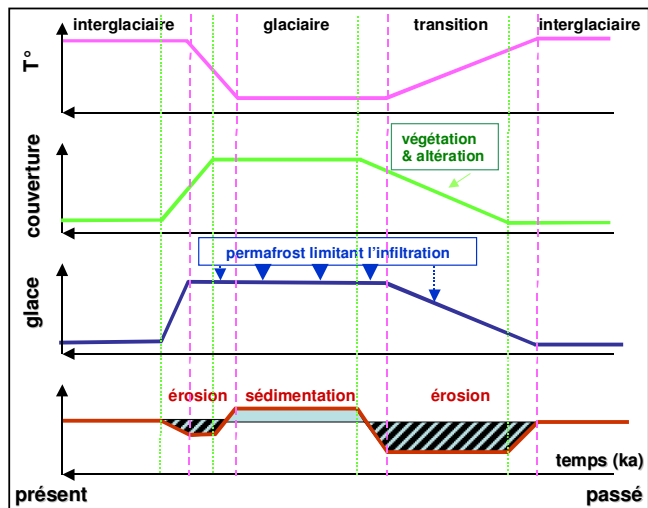 interglaciaire glaciaire transition interglaciaire
T°
végétation
& altération
couverture
permafrost limitant l'infiltration
glace
érosion sédimentation érosion
temps (ka)
présent passé